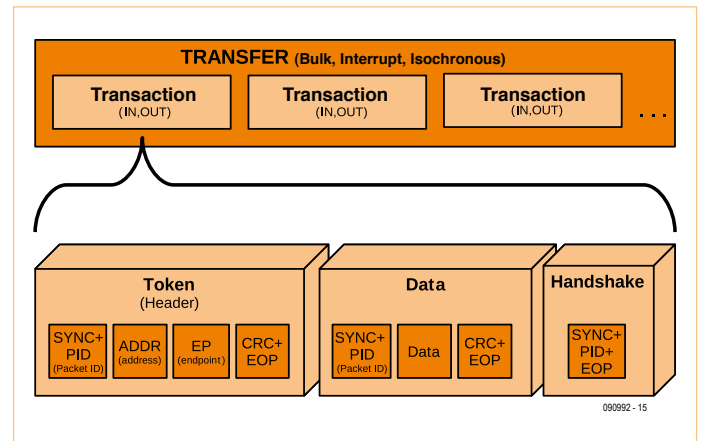 TRANSFER (Bulk, Interrupt, Isochronous)
Transaction
(IN,OUT)
Transaction
(IN,OUT)
Transaction
(IN,OUT)
. . .
Token
(Header)
SYNC+
PID
(Packet ID)
ADDR
(address)
EP
(endpoint)
CRC+
EOP
Data
SYNC+
PID
(Packet ID)
Data
CRC+
EOP
Handshake
SYNC+
PID+
EOP
090992 - 15